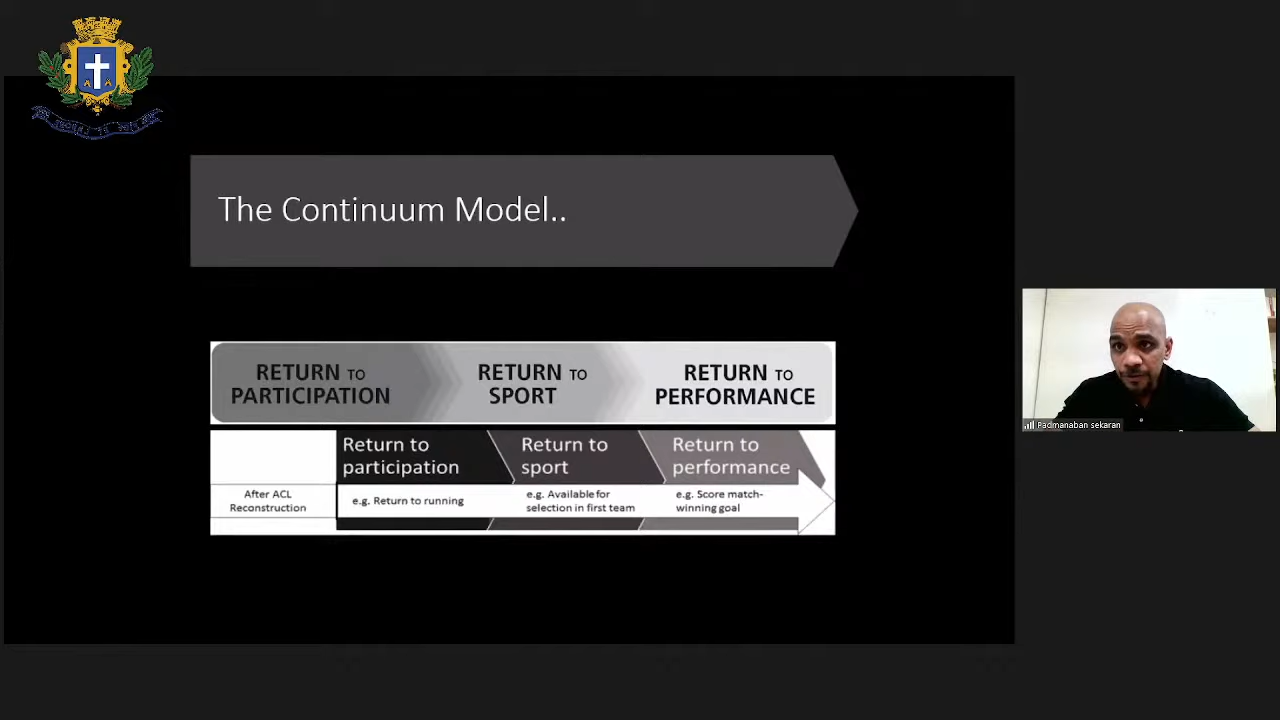 The Continuum Model..
RETURN TO
PARTICIPATION
RETURN TO
SPORT
RETURN TO
PERFORMANCE
Return to
participation
Return to
sport
Return to
performance
After ACL
Reconstruction
e.g. Return to running
e.g. Available for
selection in first team
e.g. Score match-
winning goal
Padmanaban sekaran